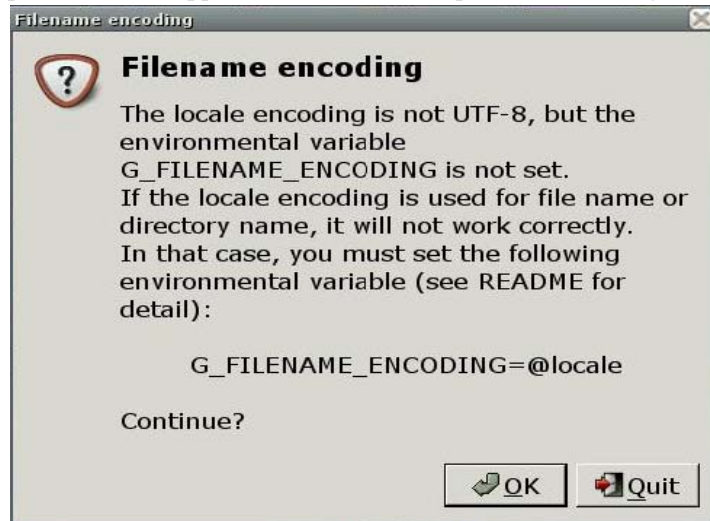 Filename encoding
?
Filename encoding
The locale encoding is not UTF-8, but the
environmental variable
G_FILENAME_ENCODING is not set.
If the locale encoding is used for file name or
directory name, it will not work correctly.
In that case, you must set the following
environmental variable (see README for
detail):
G_FILENAME_ENCODING=@locale
Continue?
OK
Quit